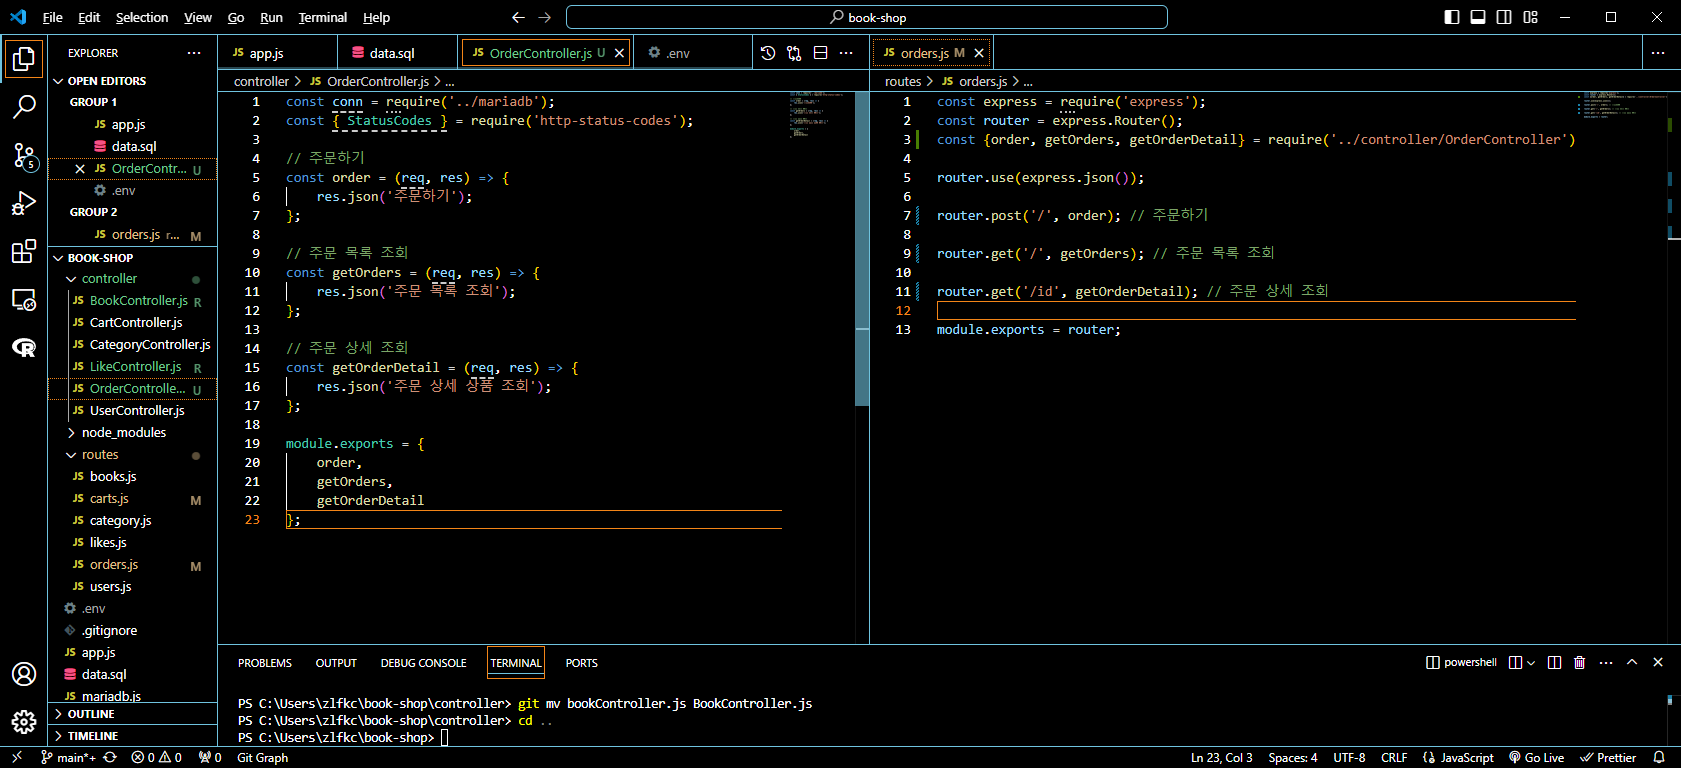 File Edit Selection View Go Run Terminal Help
book-shop
EXPLORER
OPEN EDITORS
GROUP 1
JS app.js
data.sql
JS OrderContr... U
.env
GROUP 2
JS orders.js r... M
BOOK-SHOP
controller
JS BookController.js R
JS CartController.js
JS CategoryController.js
JS LikeController.js R
JS OrderControlle... U
JS UserController.js
node_modules
routes
JS books.js
JS carts.js M
JS category.js
JS likes.js
JS orders.js M
JS users.js
.env
.gitignore
JS app.js
data.sql
JS mariadb.js
OUTLINE
TIMELINE
5
JS app.js data.sql JS OrderController.js U .env
controller > JS OrderController.js > ...
1 const conn = require('../mariadb');
2 const { StatusCodes } = require('http-status-codes');
3
4 // 주문하기
5 const order = (req, res) => {
6 res.json('주문하기');
7 };
8
9 // 주문 목록 조회
10 const getOrders = (req, res) => {
11 res.json('주문 목록 조회');
12 };
13
14 // 주문 상세 조회
15 const getOrderDetail = (req, res) => {
16 res.json('주문 상세 상품 조회');
17 };
18
19 module.exports = {
20 order,
21 getOrders,
22 getOrderDetail
23 };
JS orders.js M
routes > JS orders.js > ...
1 const express = require('express');
2 const router = express.Router();
3 const {order, getOrders, getOrderDetail} = require('../controller/OrderController')
4
5 router.use(express.json());
6
7 router.post('/', order); // 주문하기
8
9 router.get('/', getOrders); // 주문 목록 조회
10
11 router.get('/id', getOrderDetail); // 주문 상세 조회
12
13 module.exports = router;
PROBLEMS OUTPUT DEBUG CONSOLE TERMINAL PORTS
powershell
PS C:\Users\zlfkc\book-shop\controller> git mv bookController.js BookController.js
PS C:\Users\zlfkc\book-shop\controller> cd ..
PS C:\Users\zlfkc\book-shop>
main*+ 0 0 0 Git Graph
Ln 23, Col 3 Spaces: 4 UTF-8 CRLF JavaScript Go Live Prettier